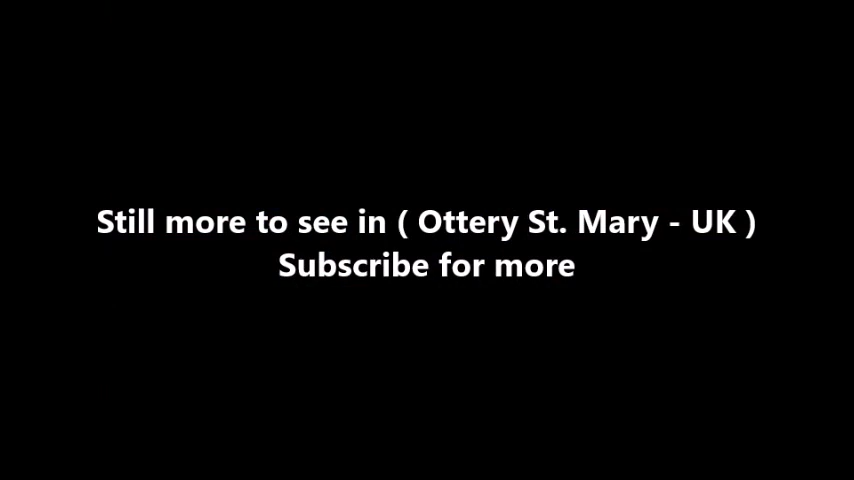 Still more to see in ( Ottery St. Mary - UK )
Subscribe for more